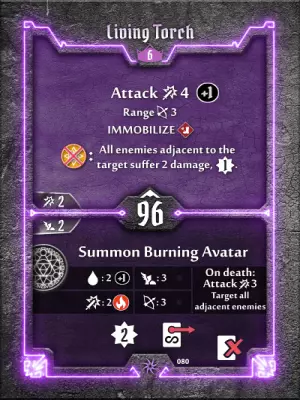 Living Torch
6
Attack 4 +1
Range 3
IMMOBILIZE
: All enemies adjacent to the
target suffer 2 damage, 1.
2
2
96
Summon Burning Avatar
: 2 +1 : 3 On death:
Attack 3
: 2 : 3 Target all
adjacent enemies
2
080